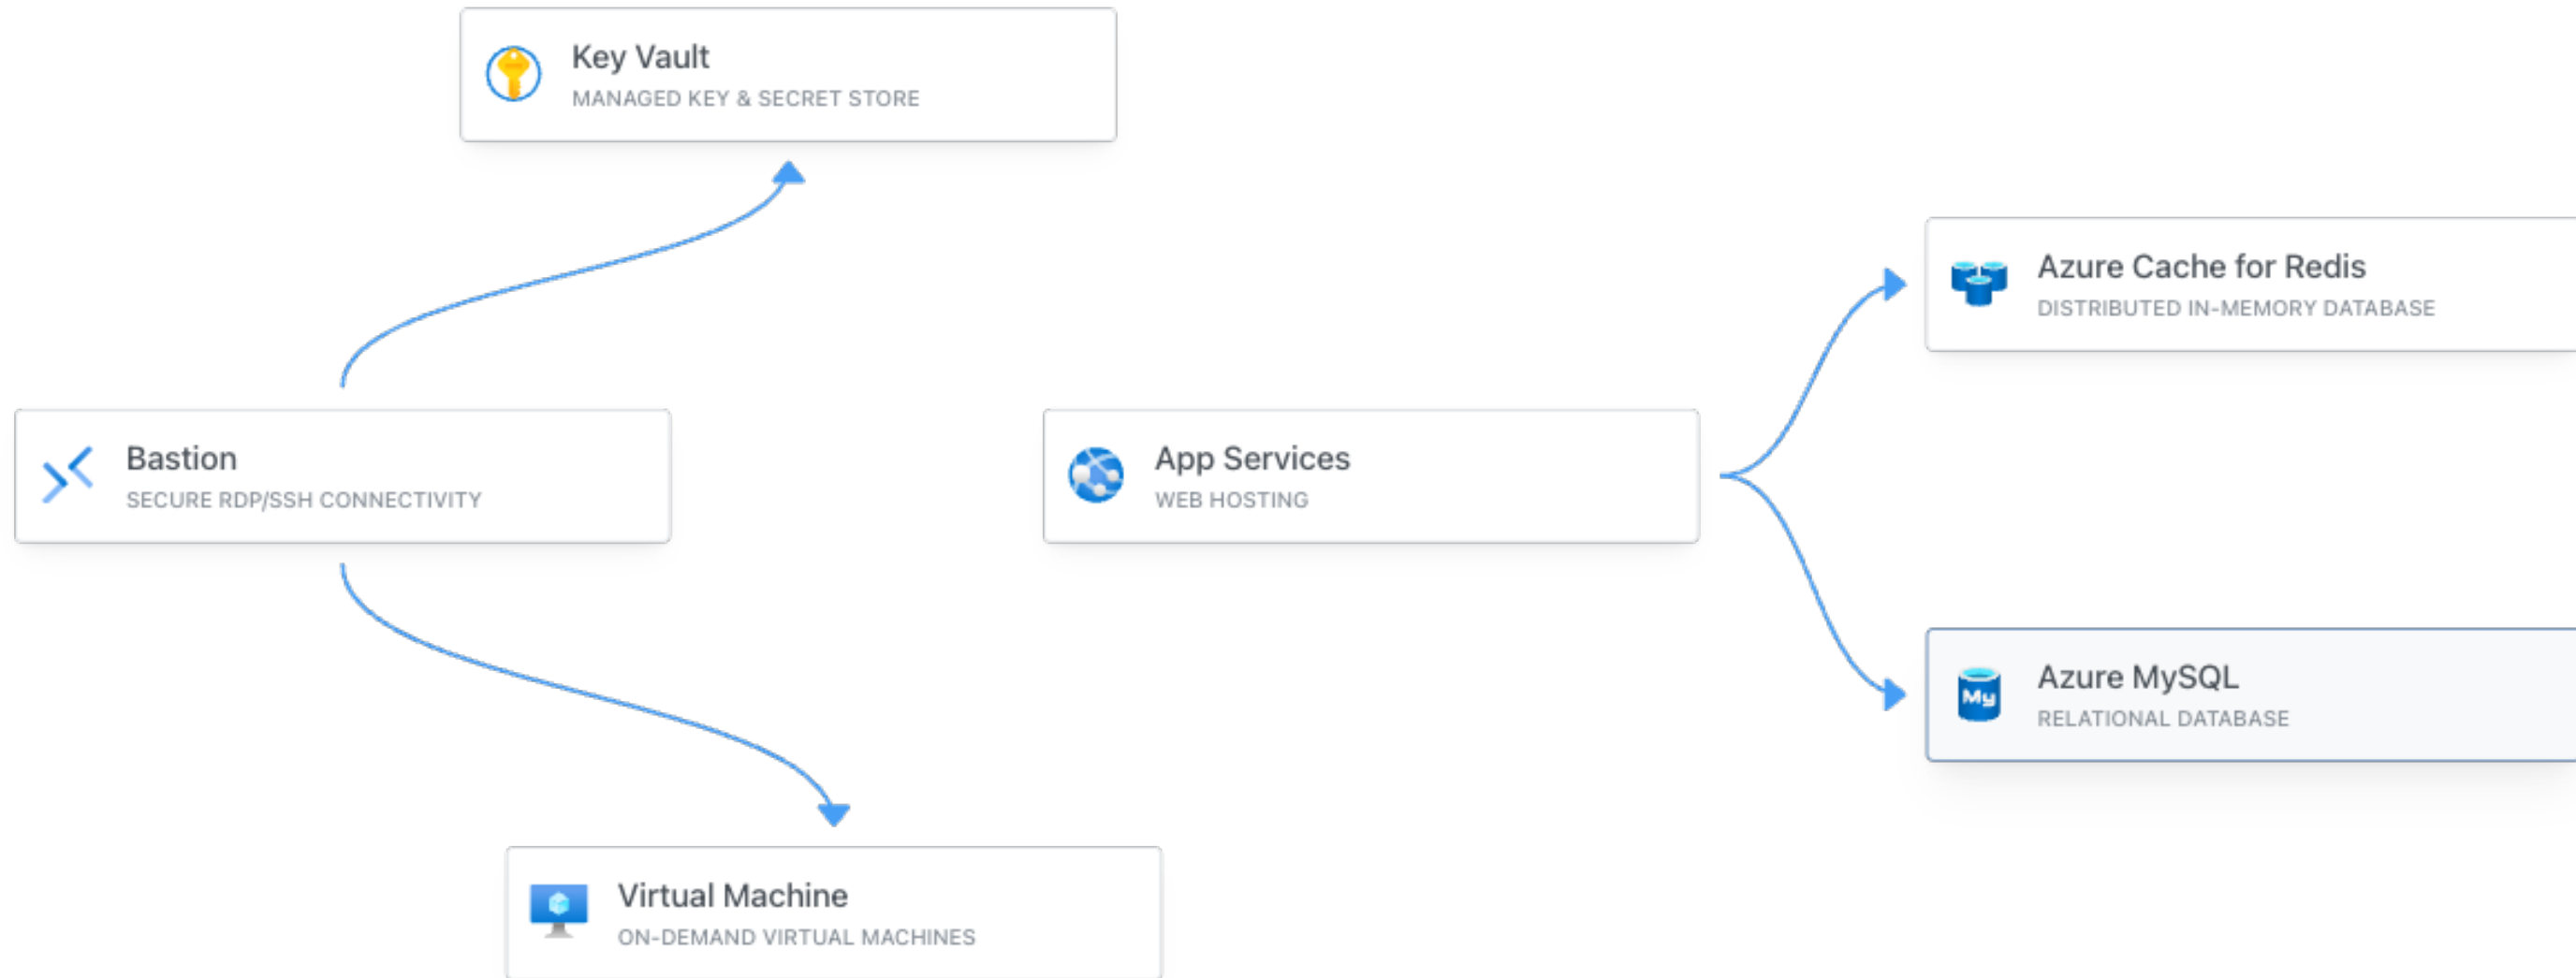 Key Vault
MANAGED KEY & SECRET STORE
Azure Cache for Redis
DISTRIBUTED IN-MEMORY DATABASE
Bastion
SECURE RDP/SSH CONNECTIVITY
App Services
WEB HOSTING
Azure MySQL
My
RELATIONAL DATABASE
Virtual Machine
ON-DEMAND VIRTUAL MACHINES